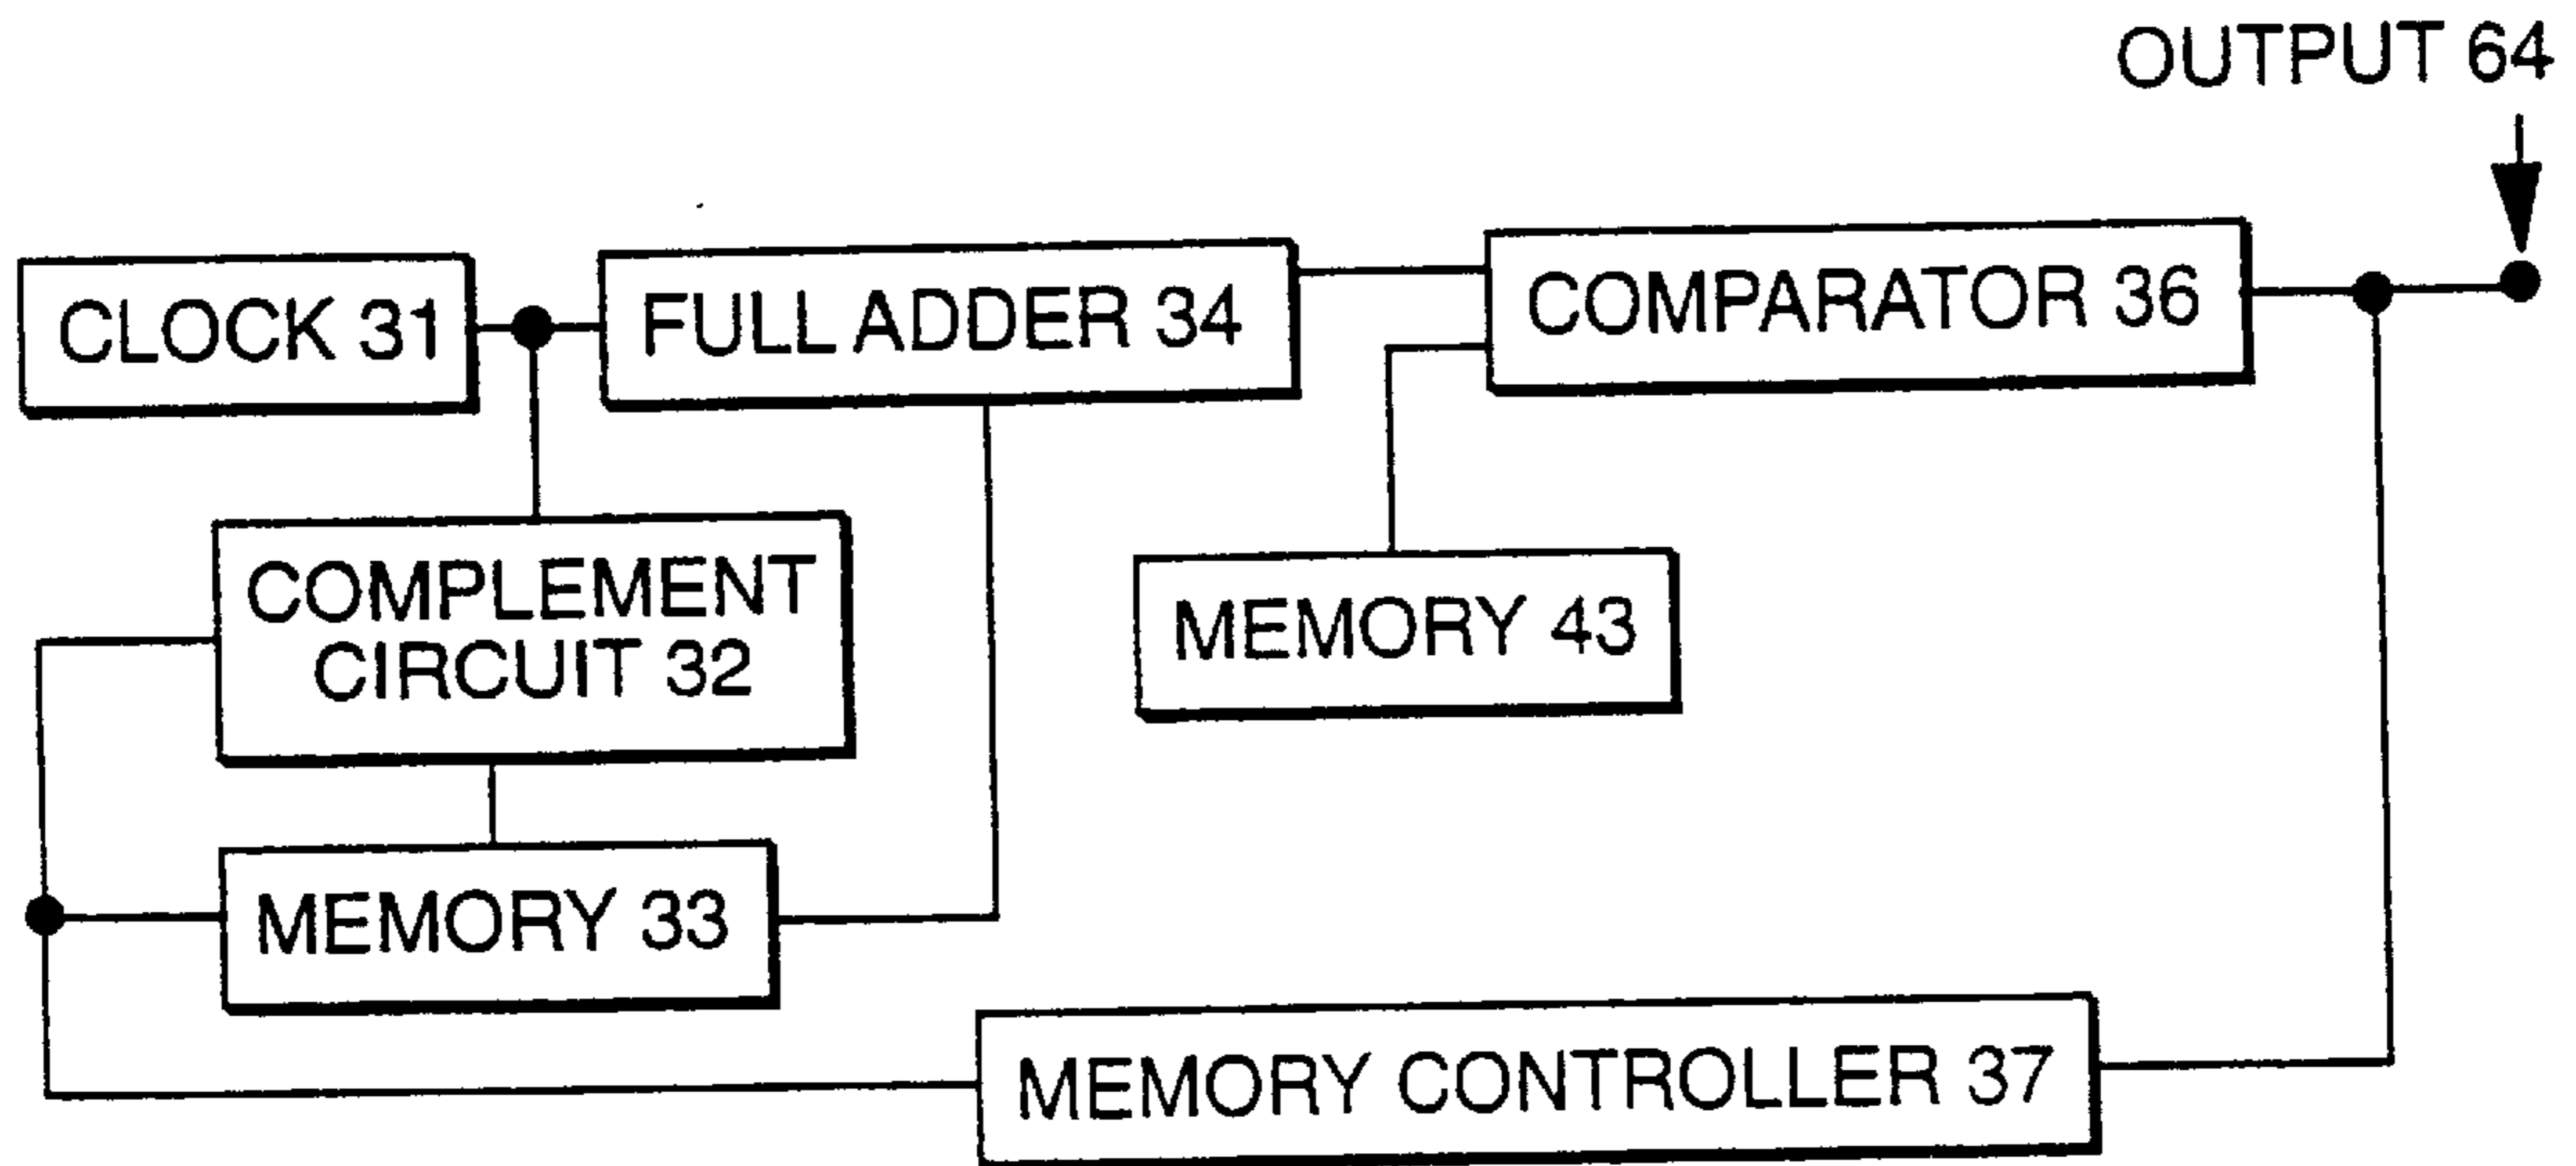 OUTPUT 64
CLOCK 31
FULL ADDER 34
COMPARATOR 36
COMPLEMENT
CIRCUIT 32
MEMORY 43
MEMORY 33
MEMORY CONTROLLER 37